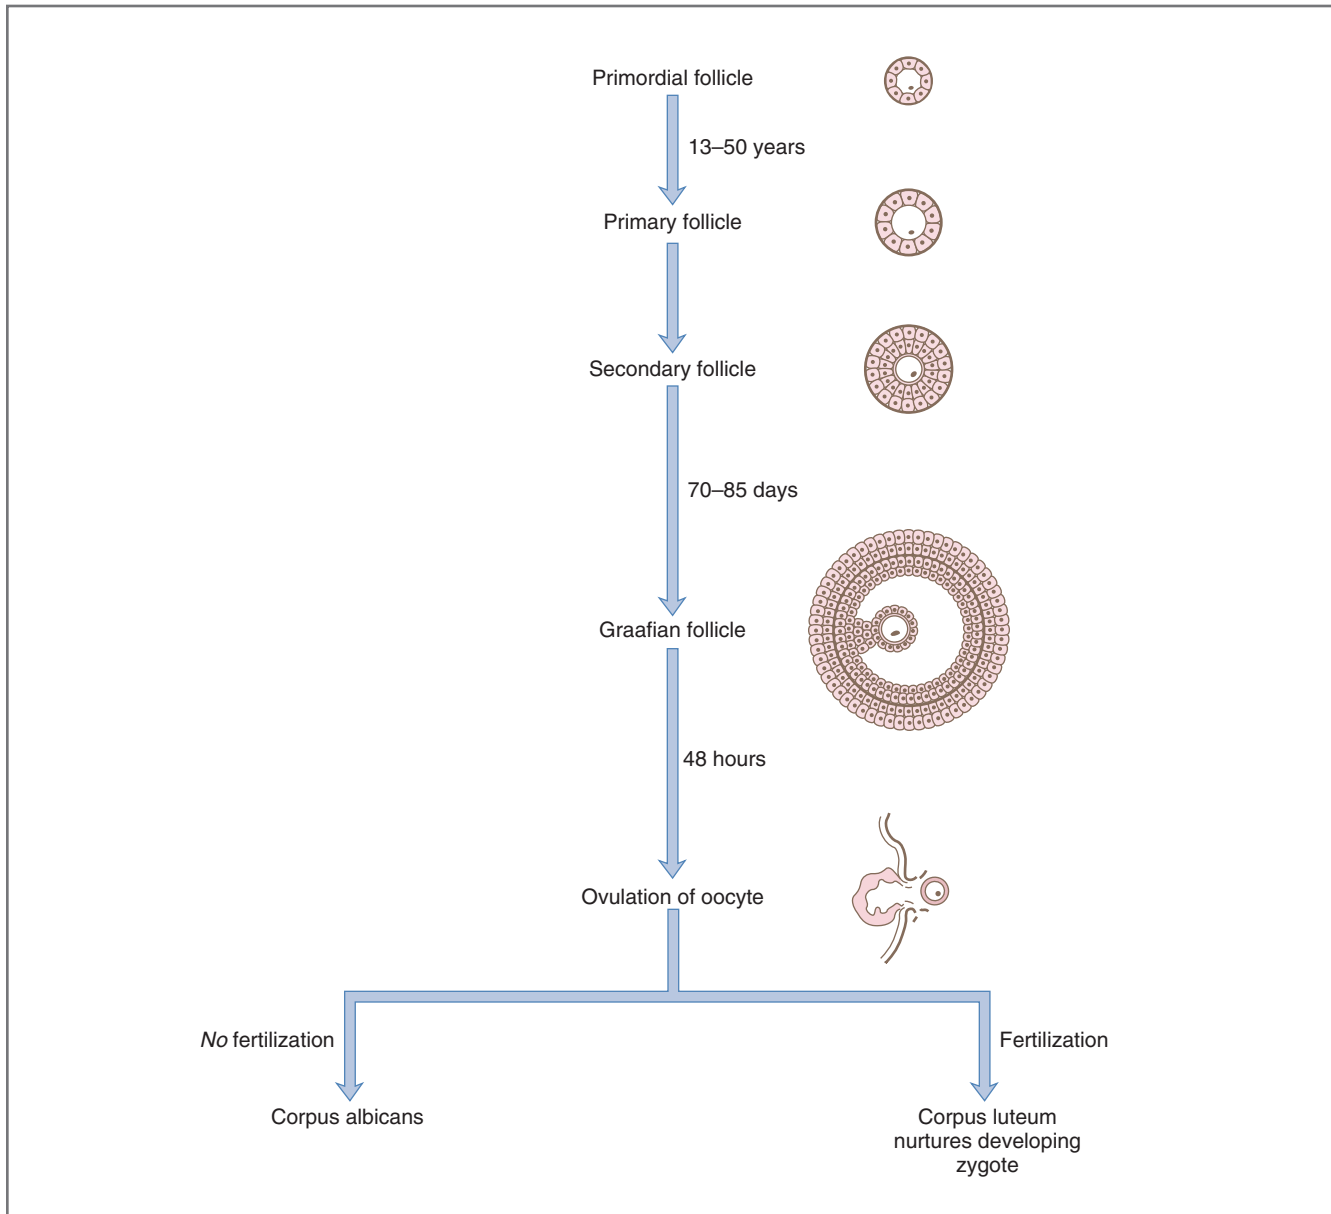 Primordial follicle
13–50 years
Primary follicle
Secondary follicle
70–85 days
Graafian follicle
48 hours
Ovulation of oocyte
No fertilization
Fertilization
Corpus albicans
Corpus luteum
nurtures developing
zygote